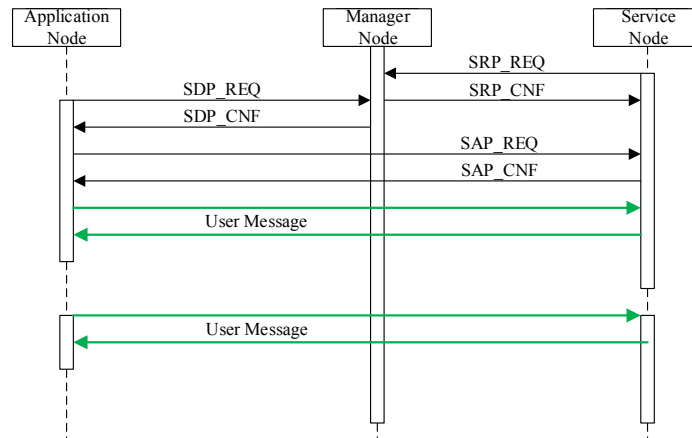 Application
Node
Manager
Node
Service
Node
SRP_REQ
SDP_REQ
SRP_CNF
SDP_CNF
SAP_REQ
SAP_CNF
User Message
User Message